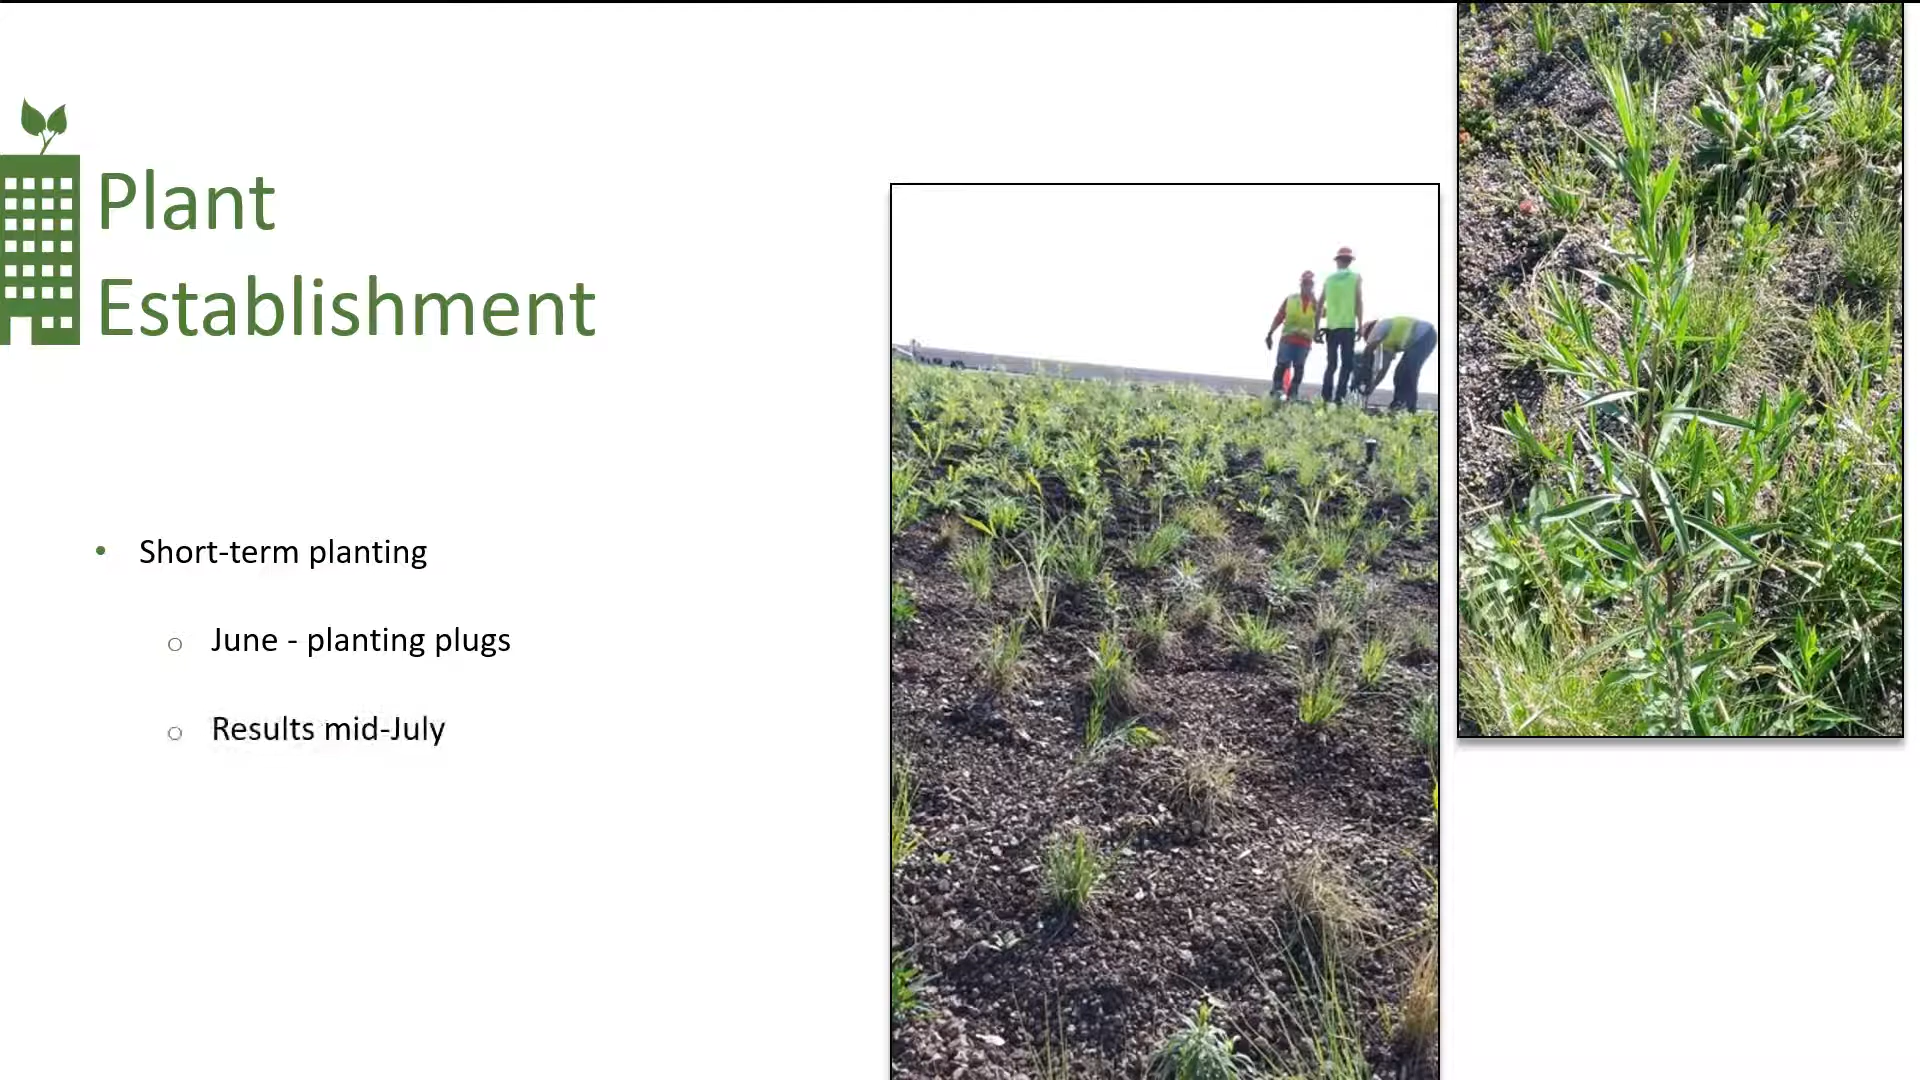 Plant
Establishment
• Short-term planting
o June - planting plugs
o Results mid-July